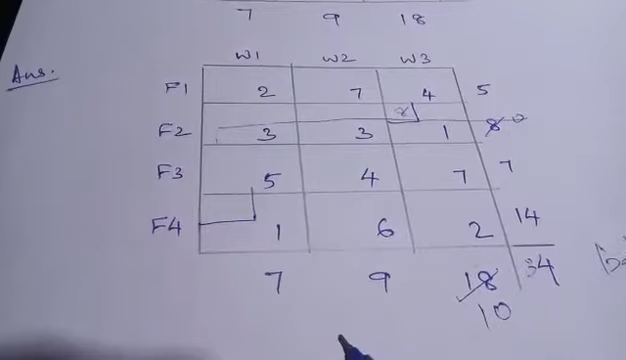 7 9 18
Ans.
W1 W2 W3
F1 2 7 4 5
8
F2 3 3 1 8 0
F3 5 4 7 7
F4 1 6 2 14
34
7 9 18
10